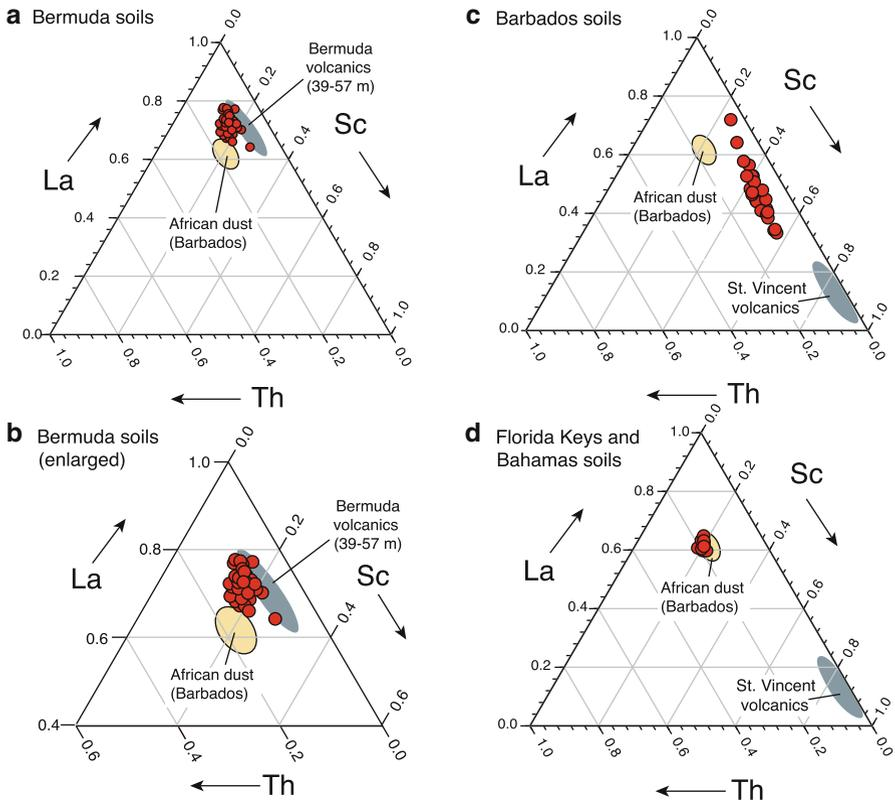 a Bermuda soils
0.0
1.0
0.2
0.8
0.4
0.6
0.6
0.4
0.8
0.2
1.0
0.0
1.0
0.8
0.6
0.4
0.2
0.0
Bermuda
volcanics
(39-57 m)
Sc
La
African dust
(Barbados)
Th
c Barbados soils
0.0
1.0
0.2
0.8
0.4
0.6
0.6
0.4
0.8
0.2
1.0
0.0
1.0
0.8
0.6
0.4
0.2
0.0
Sc
La
African dust
(Barbados)
St. Vincent
volcanics
Th
b Bermuda soils
(enlarged)
0.0
1.0
0.2
0.8
0.4
0.6
0.6
0.4
0.6
0.4
0.2
0.0
Bermuda
volcanics
(39-57 m)
Sc
La
African dust
(Barbados)
Th
d Florida Keys and
Bahamas soils
0.0
1.0
0.2
0.8
0.4
0.6
0.6
0.4
0.8
0.2
1.0
0.0
1.0
0.8
0.6
0.4
0.2
0.0
Sc
La
African dust
(Barbados)
St. Vincent
volcanics
Th